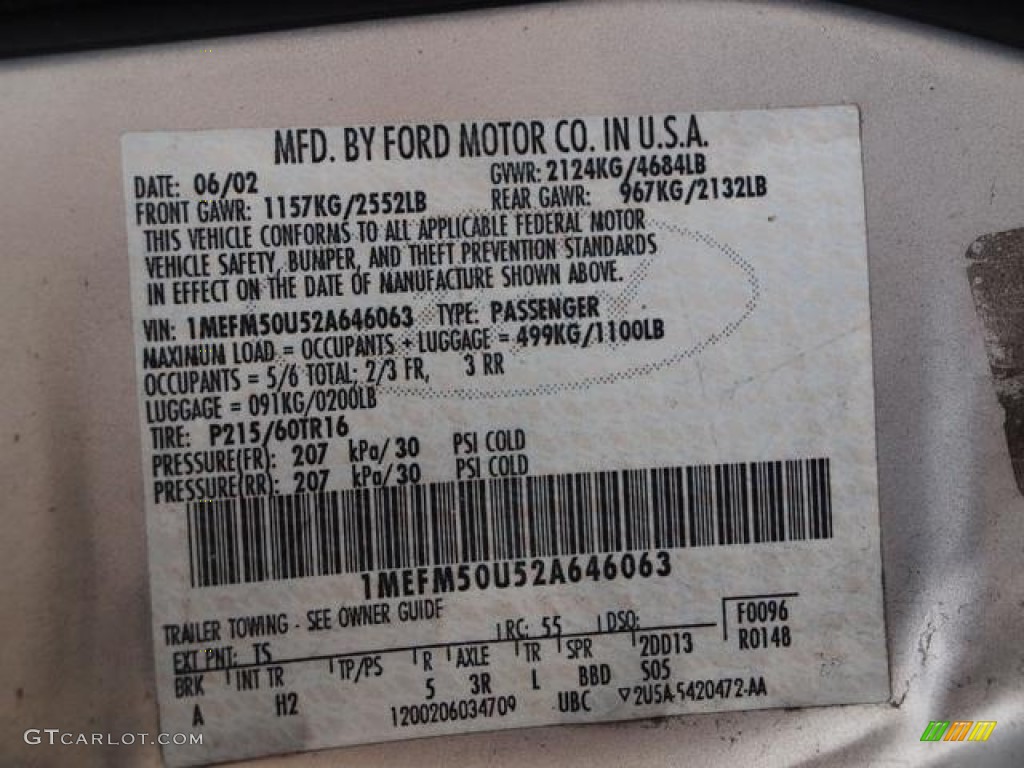 MFD. BY FORD MOTOR CO. IN U.S.A.
DATE: 06/02 GVWR: 2124KG/4684LB
FRONT GAWR: 1157KG/2552LB REAR GAWR: 967KG/2132LB
THIS VEHICLE CONFORMS TO ALL APPLICABLE FEDERAL MOTOR
VEHICLE SAFETY, BUMPER, AND THEFT PREVENTION STANDARDS
IN EFFECT ON THE DATE OF MANUFACTURE SHOWN ABOVE.
VIN: 1MEFM50U52A646063 TYPE: PASSENGER
MAXIMUM LOAD = OCCUPANTS + LUGGAGE = 499KG/1100LB
OCCUPANTS = 5/6 TOTAL: 2/3 FR, 3 RR
LUGGAGE = 091KG/0200LB
TIRE: P215/60TR16
PRESSURE(FR): 207 kPa/30 PSI COLD
PRESSURE(RR): 207 kPa/30 PSI COLD
1MEFM50U52A646063
TRAILER TOWING - SEE OWNER GUIDE F0096
EXT PNT: TS RC: 55 DSO: R0148
BRK INT TR TP/PS R AXLE TR SPR 2DD13
A H2 5 3R L BBD S05
1200206034709 UBC ▽2U5A-5420472-AA
GTCARLOT.COM